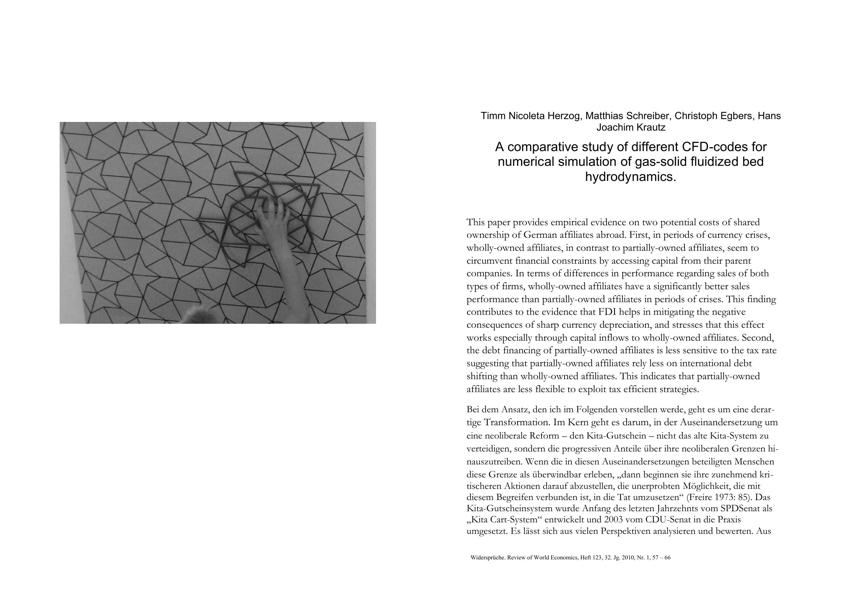 Timm Nicoleta Herzog, Matthias Schreiber, Christoph Egbers, Hans
Joachim Krautz
A comparative study of different CFD-codes for
numerical simulation of gas-solid fluidized bed
hydrodynamics.
This paper provides empirical evidence on two potential costs of shared
ownership of German affiliates abroad. First, in periods of currency crises,
wholly-owned affiliates, in contrast to partially-owned affiliates, seem to
circumvent financial constraints by accessing capital from their parent
companies. In terms of differences in performance regarding sales of both
types of firms, wholly-owned affiliates have a significantly better sales
performance than partially-owned affiliates in periods of crises. This finding
contributes to the evidence that FDI helps in mitigating the negative
consequences of sharp currency depreciation, and stresses that this effect
works especially through capital inflows to wholly-owned affiliates. Second,
the debt financing of partially-owned affiliates is less sensitive to the tax rate
suggesting that partially-owned affiliates rely less on international debt
shifting than wholly-owned affiliates. This indicates that partially-owned
affiliates are less flexible to exploit tax efficient strategies.
Bei dem Ansatz, den ich im Folgenden vorstellen werde, geht es um eine derar-
tige Transformation. Im Kern geht es darum, in der Auseinandersetzung um
eine neoliberale Reform – den Kita-Gutschein – nicht das alte Kita-System zu
verteidigen, sondern die progressiven Anteile über ihre neoliberalen Grenzen hi-
nauszutreiben. Wenn die in diesen Auseinandersetzungen beteiligten Menschen
diese Grenze als überwindbar erleben, „dann beginnen sie ihre zunehmend kri-
tischeren Aktionen darauf abzustellen, die unerprobten Möglichkeit, die mit
diesem Begreifen verbunden ist, in die Tat umzusetzen“ (Freire 1973: 85). Das
Kita-Gutscheinsystem wurde Anfang des letzten Jahrzehnts vom SPDSenat als
„Kita Cart-System“ entwickelt und 2003 vom CDU-Senat in die Praxis
umgesetzt. Es lässt sich aus vielen Perspektiven analysieren und bewerten. Aus
Widersprüche. Review of World Economics, Heft 123, 32. Jg. 2010, Nr. 1, 57 – 66